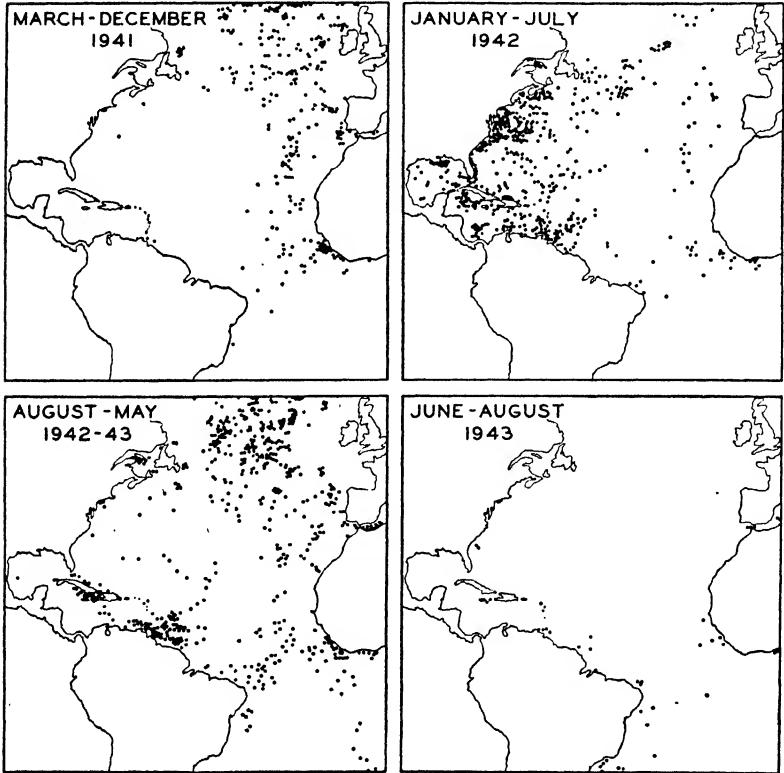 MARCH-DECEMBER
1941
JANUARY-JULY
1942
AUGUST-MAY
1942-43
JUNE-AUGUST
1943